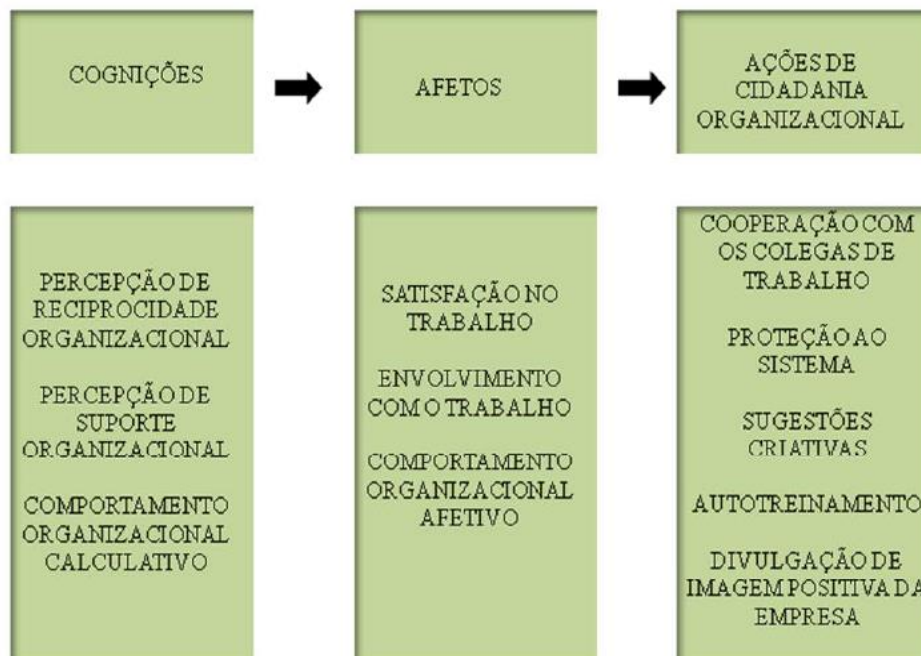 COGNIÇÕES
AFETOS
AÇÕES DE
CIDADANIA
ORGANIZACIONAL
PERCEPÇÃO DE
RECIPROCIDADE
ORGANIZACIONAL
PERCEPÇÃO DE
SUPORTE
ORGANIZACIONAL
COMPORTAMENTO
ORGANIZACIONAL
CALCULATIVO
SATISFAÇÃO NO
TRABALHO
ENVOLVIMENTO
COM O TRABALHO
COMPORTAMENTO
ORGANIZACIONAL
AFETIVO
COOPERAÇÃO COM
OS COLEGAS DE
TRABALHO
PROTEÇÃO AO
SISTEMA
SUGESTÕES
CRIATIVAS
AUTOTREINAMENTO
DIVULGAÇÃO DE
IMAGEM POSITIVA DA
EMPRESA